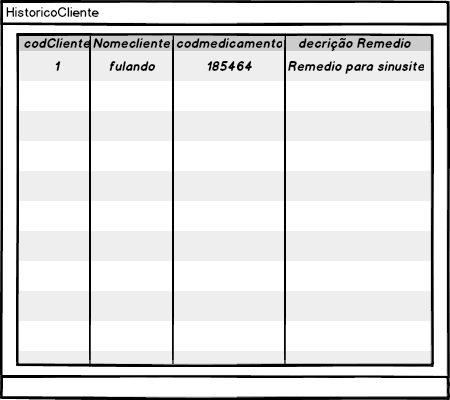 HistoricoCliente
codCliente Nomecliente codmedicamento decrição Remedio
1 fulando 185464 Remedio para sinusite